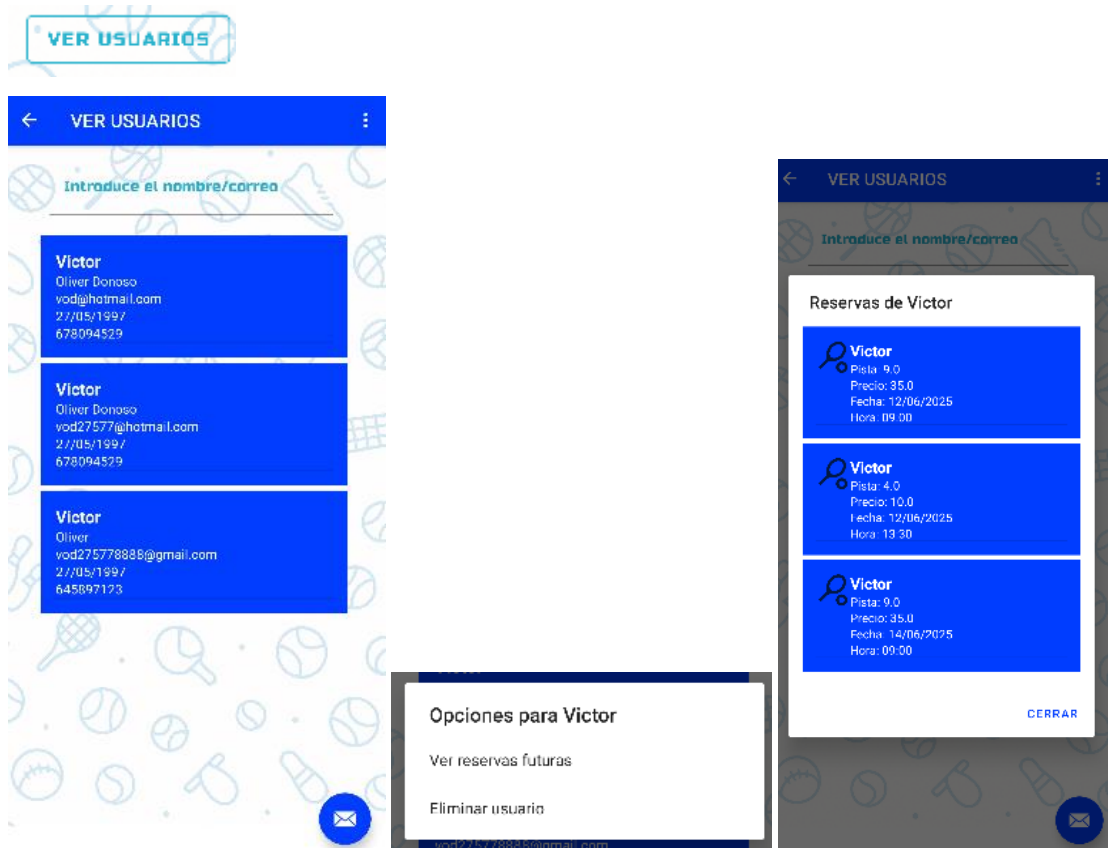 VER USUARIOS
VER USUARIOS
Introduce el nombre/correo
Victor
Oliver Donoso
vod@hotmail.com
27/05/1997
678094529
Victor
Oliver Donoso
vod27577@hotmail.com
27/05/1997
678094529
Victor
Oliver
vod275778888@gmail.com
27/05/1997
645897123
Opciones para Victor
Ver reservas futuras
Eliminar usuario
vod275778888@gmail.com
VER USUARIOS
Introduce el nombre/correo
Reservas de Victor
Victor
Pista: 9.0
Precio: 35.0
Fecha: 12/06/2025
Hora: 09:00
Victor
Pista: 4.0
Precio: 10.0
Fecha: 12/06/2025
Hora: 13:30
Victor
Pista: 9.0
Precio: 35.0
Fecha: 14/06/2025
Hora: 09:00
CERRAR